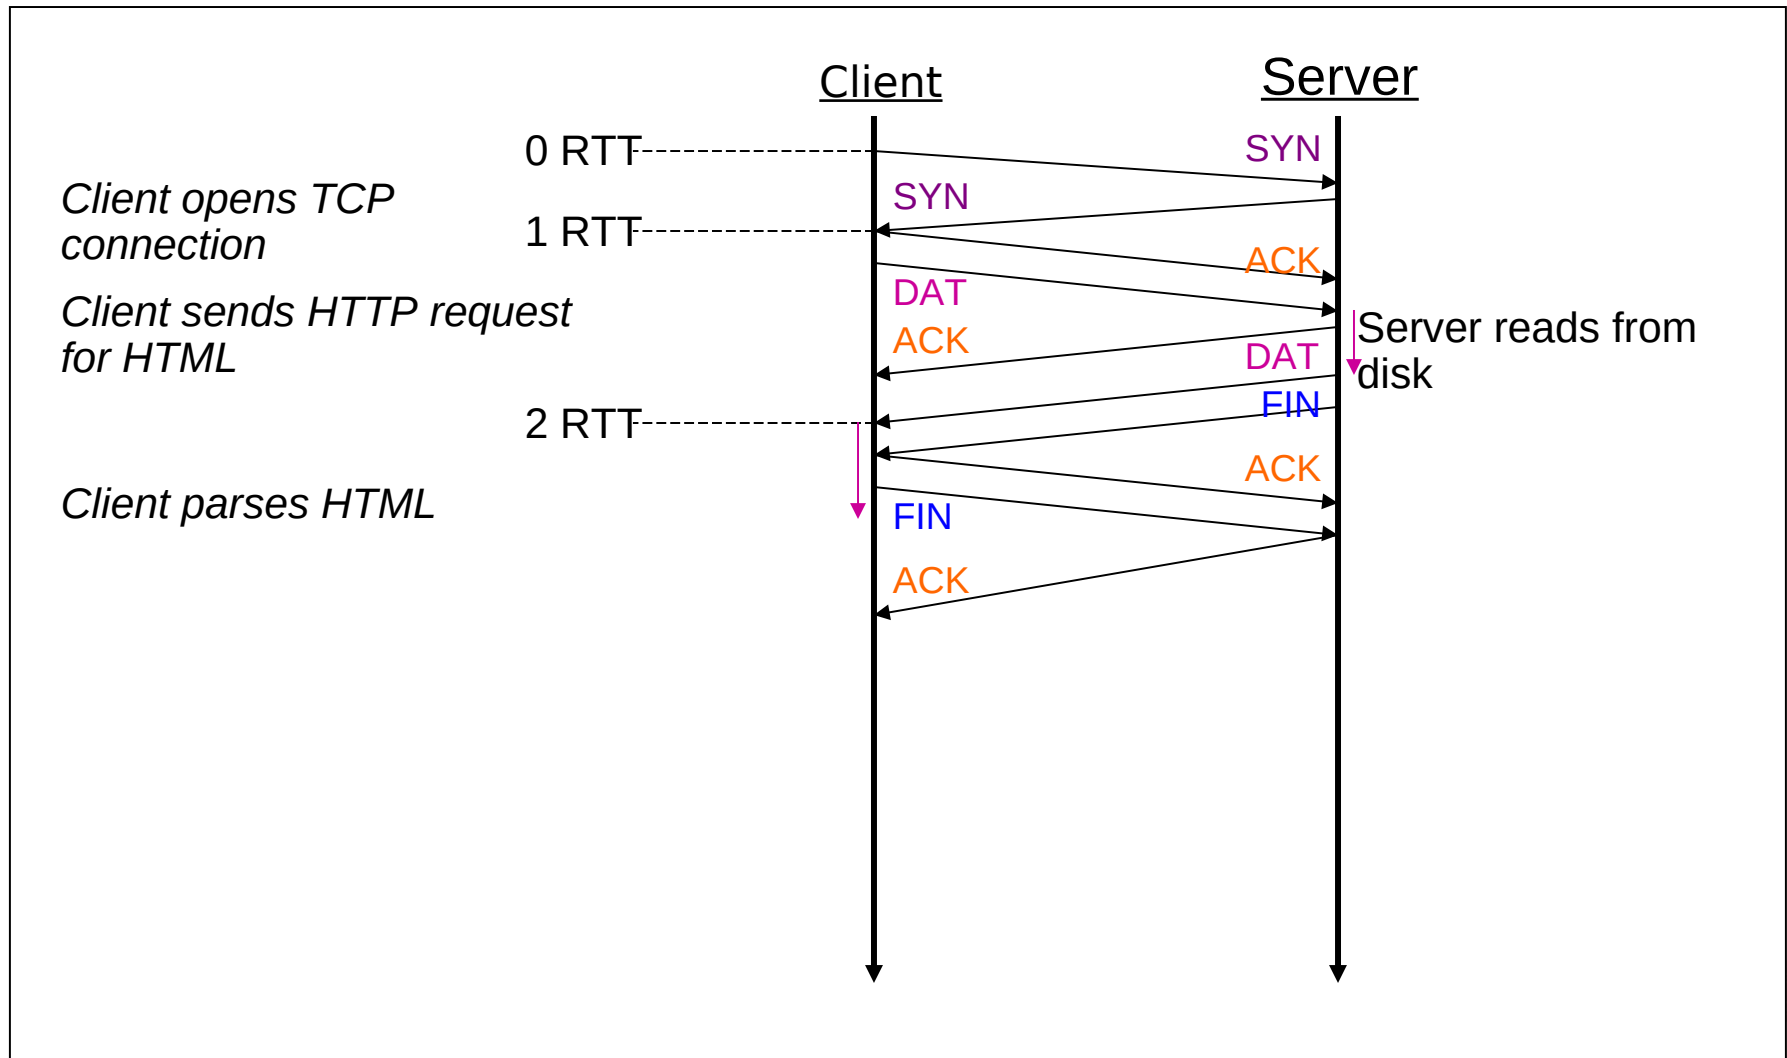 Client
Server
0 RTT
SYN
Client opens TCP
connection
SYN
1 RTT
ACK
DAT
Client sends HTTP request
for HTML
ACK
Server reads from
disk
DAT
FIN
2 RTT
ACK
Client parses HTML
FIN
ACK